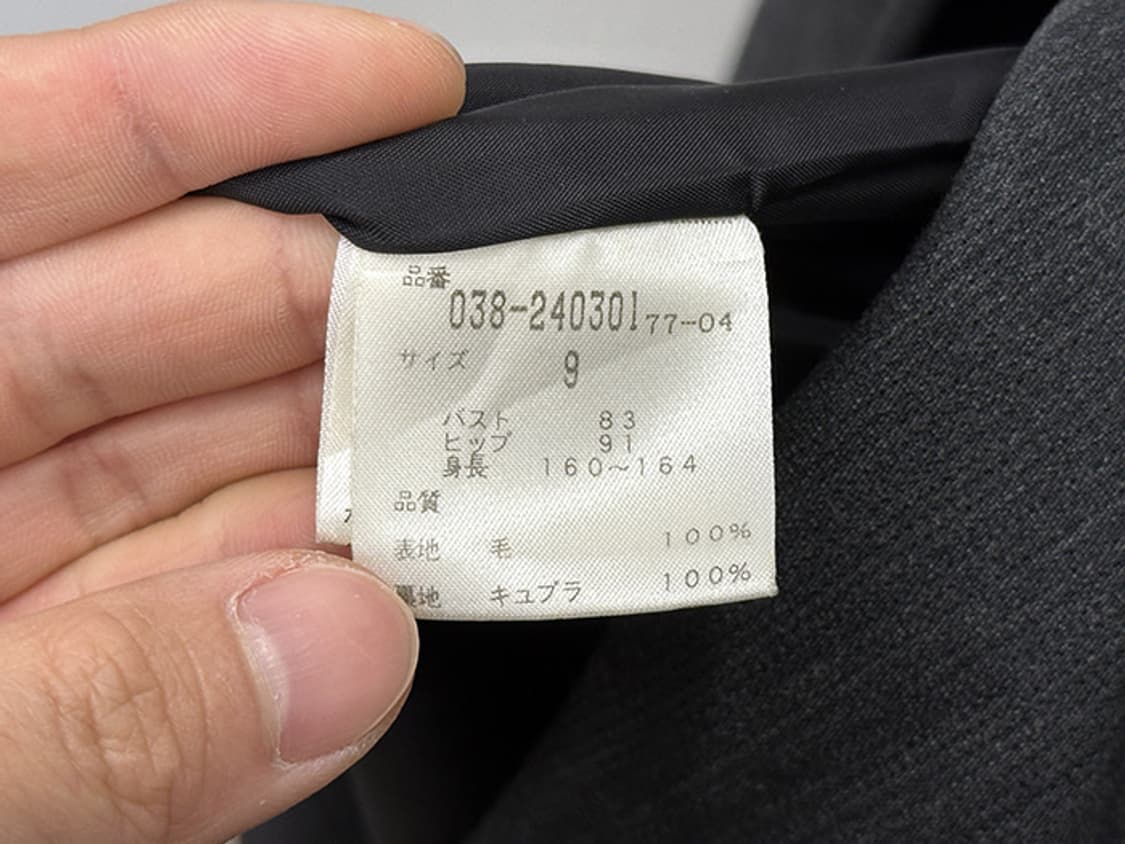 品番
038-240301 77-04
サイズ 9
バスト 83
ヒップ 91
身長 160～164
品質
表地 毛 100%
裏地 キュプラ 100%